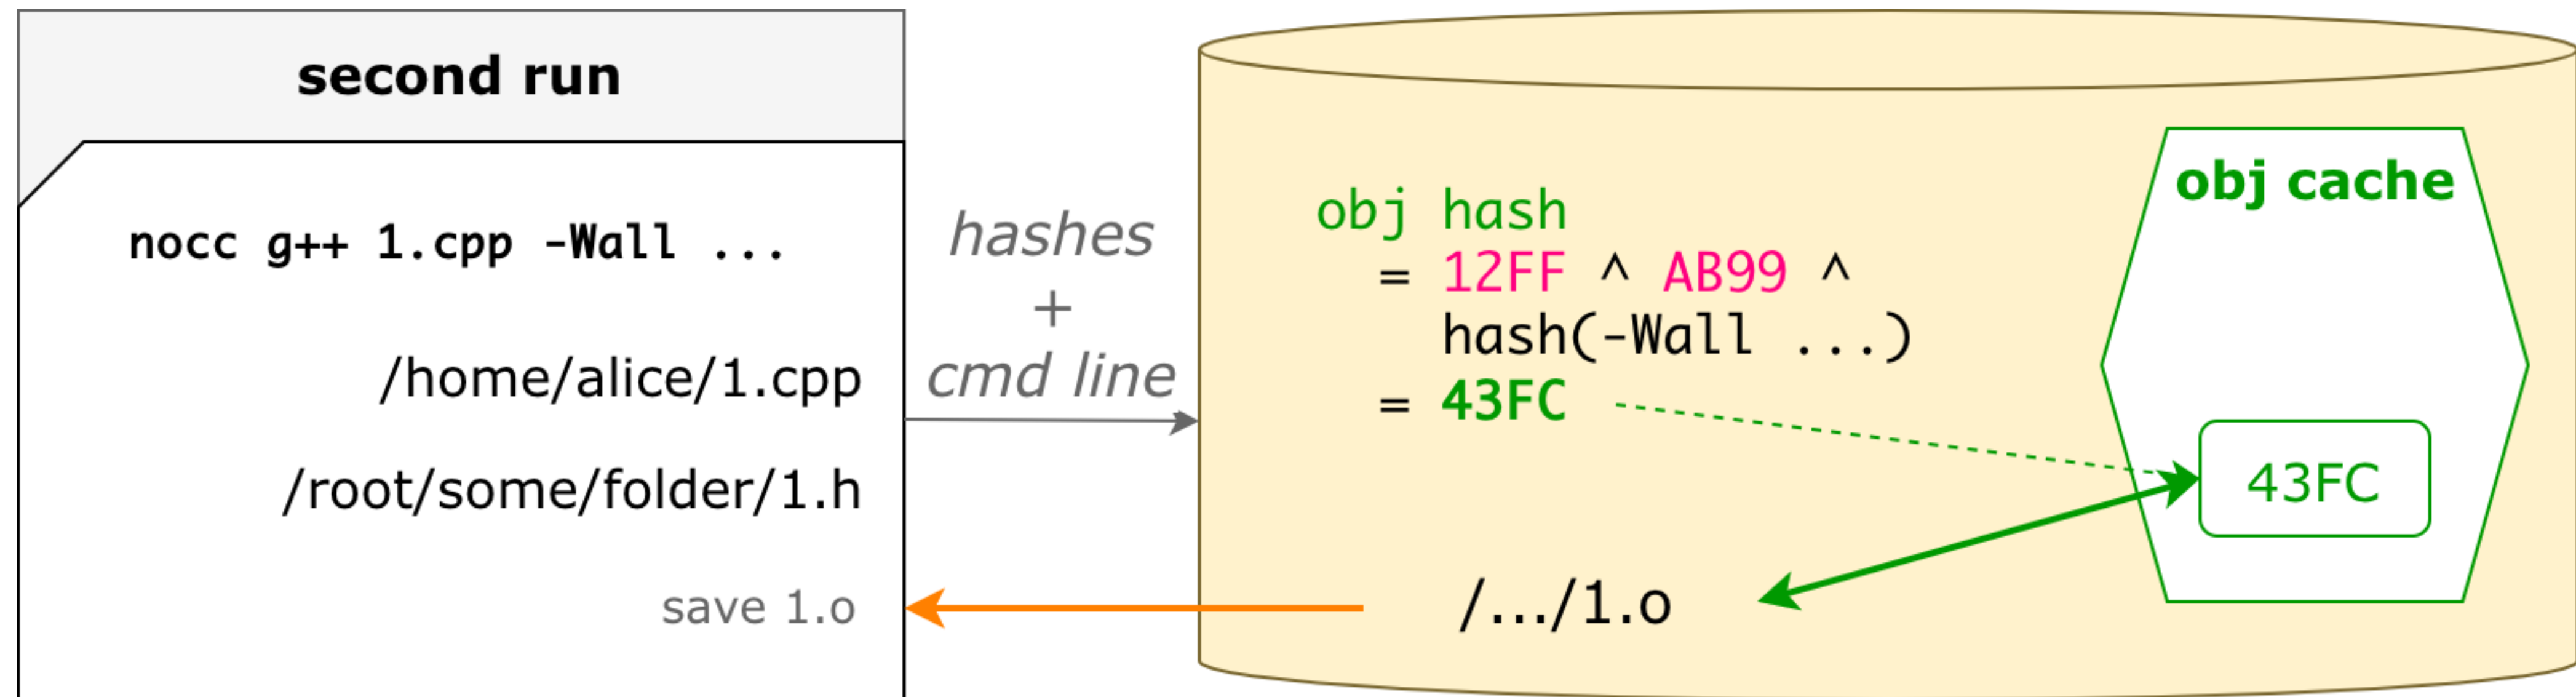 second run
nocc g++ 1.cpp -Wall ...
/home/alice/1.cpp
/root/some/folder/1.h
save 1.o
hashes
+
cmd line
obj hash
= 12FF ^ AB99 ^
hash(-Wall ...)
= 43FC
/.../1.o
obj cache
43FC